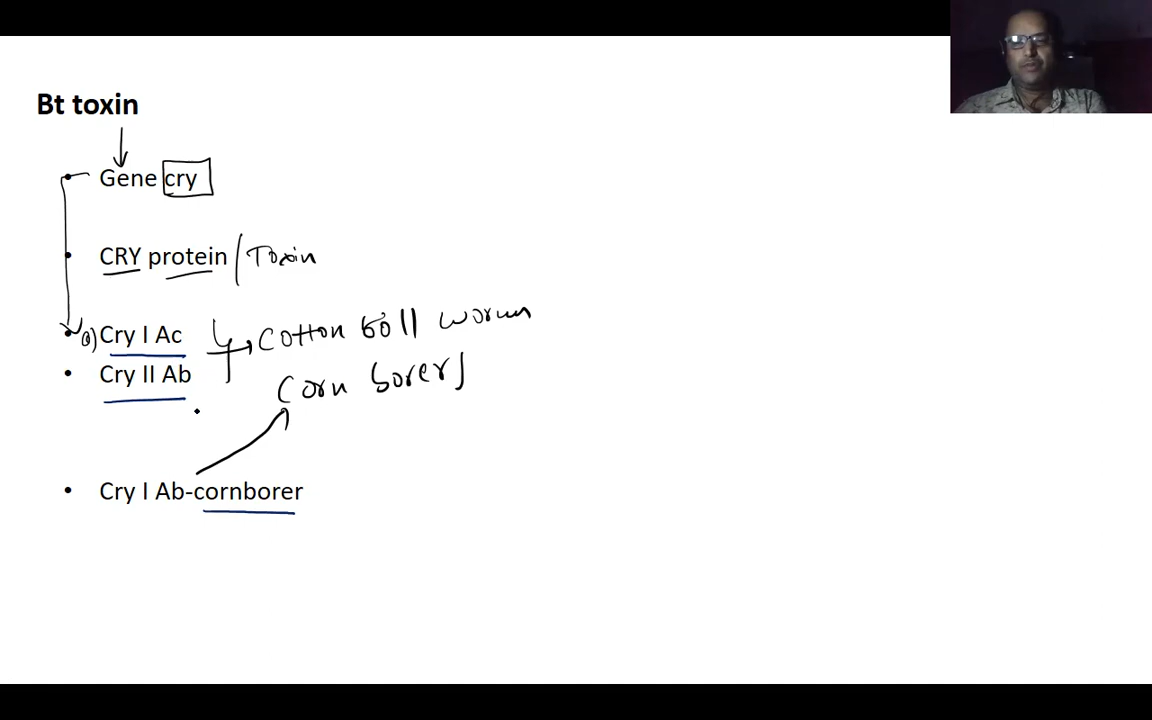 Bt toxin
• Gene cry
• CRY protein / Toxin
• a) Cry I Ac → Cotton boll worm
• Cry II Ab
Corn borers
• Cry I Ab-cornborer